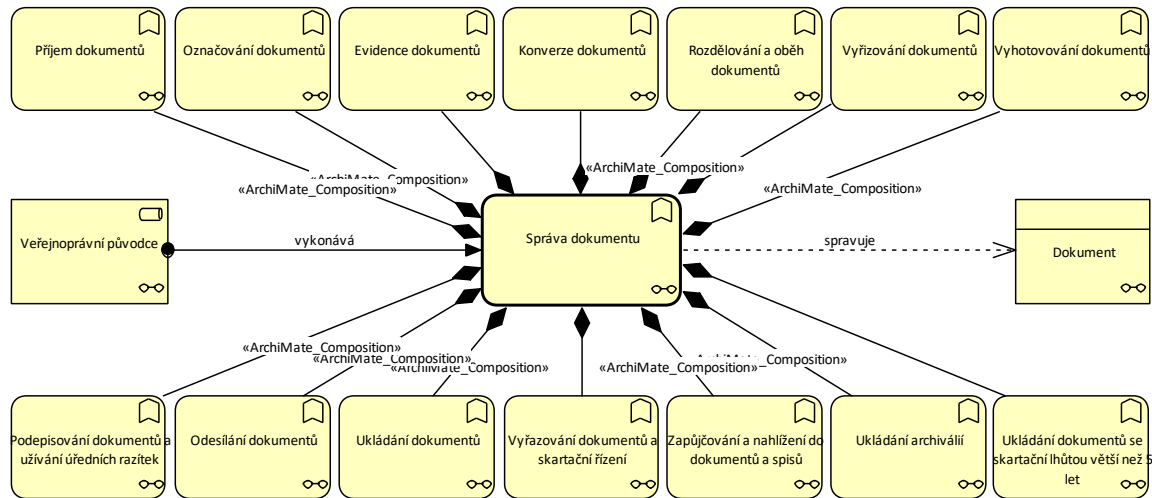 Příjem dokumentů
Označování dokumentů
Evidence dokumentů
Konverze dokumentů
Rozdělování a oběh
dokumentů
Vyřizování dokumentů
Vyhotovování dokumentů
«ArchiMate_Composition»
«ArchiMate_Composition»
«ArchiMate_Composition»
«ArchiMate_Composition»
Veřejnoprávní původce
vykonává
Správa dokumentu
spravuje
Dokument
«ArchiMate_Composition»
«ArchiMate_Composition»
«ArchiMate_Composition»
«ArchiMate_Composition»
«ArchiMate_Composition»
Podepisování dokumentů a
užívání úředních razítek
Odesílání dokumentů
Ukládání dokumentů
Vyřazování dokumentů a
skartační řízení
Zapůjčování a nahlížení do
dokumentů a spisů
Ukládání archiválií
Ukládání dokumentů se
skartační lhůtou větší než 5
let